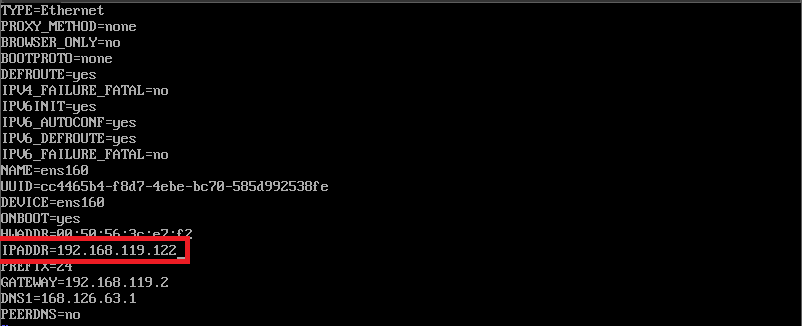 TYPE=Ethernet
PROXY_METHOD=none
BROWSER_ONLY=no
BOOTPROTO=none
DEFROUTE=yes
IPV4_FAILURE_FATAL=no
IPV6INIT=yes
IPV6_AUTOCONF=yes
IPV6_DEFROUTE=yes
IPV6_FAILURE_FATAL=no
NAME=ens160
UUID=cc4465b4-f8d7-4ebe-bc70-585d992538fe
DEVICE=ens160
ONBOOT=yes
HWADDR=00:50:56:3c:e2:f2
IPADDR=192.168.119.122
PREFIX=24
GATEWAY=192.168.119.2
DNS1=168.126.63.1
PEERDNS=no